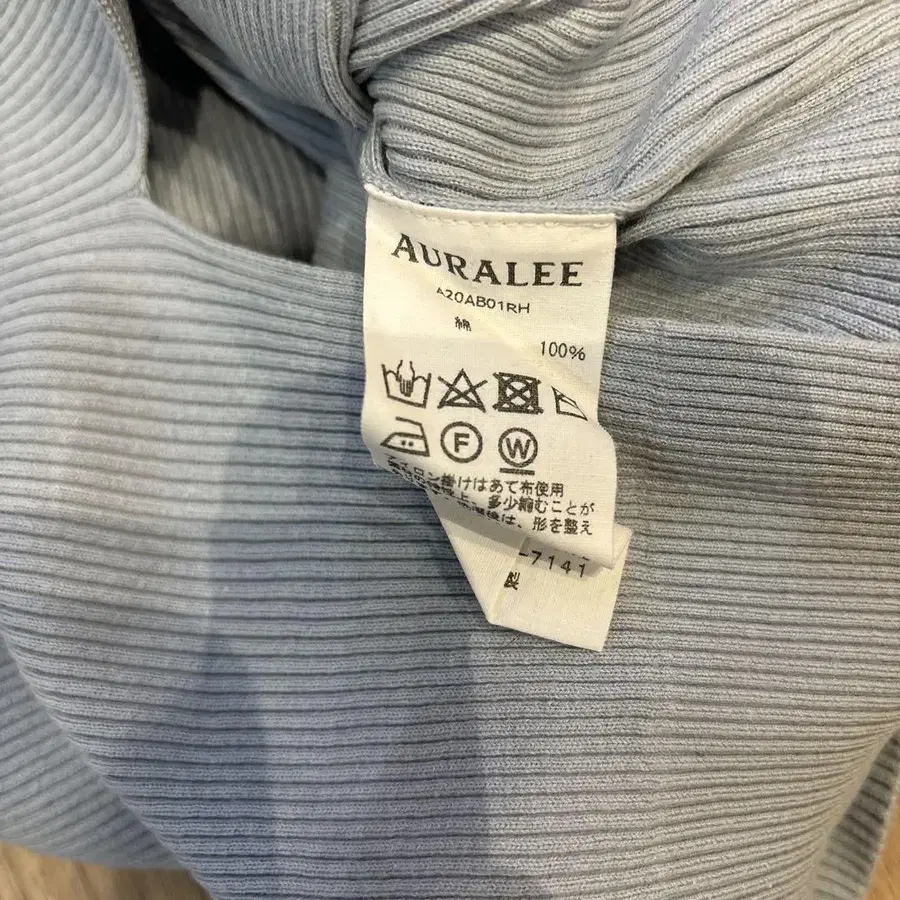 AURALEE
A20AB01RH
綿
100%
F
W
アイロン掛けはあて布使用
多少縮むことが
は、形を整え
-7141
製